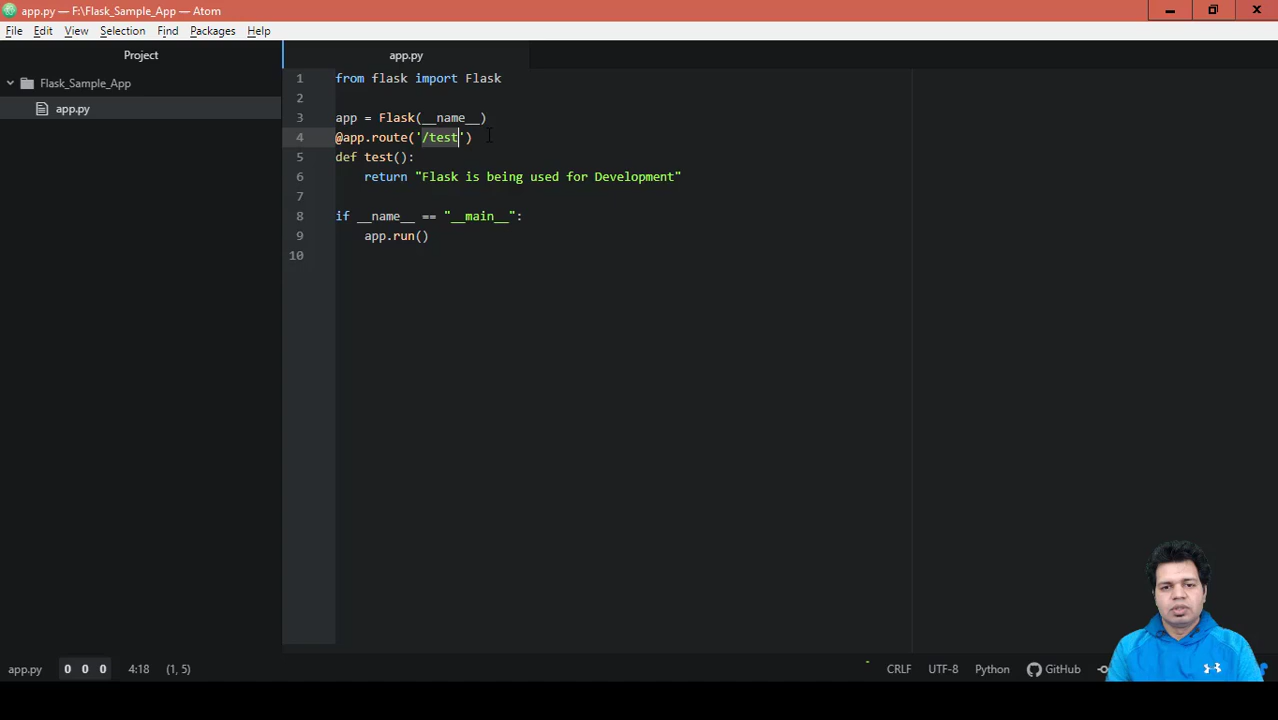 app.py — F:\Flask_Sample_App — Atom
File Edit View Selection Find Packages Help
Project
app.py
Flask_Sample_App
app.py
1 from flask import Flask
2
3 app = Flask(__name__)
4 @app.route('/test')
5 def test():
6 return "Flask is being used for Development"
7
8 if __name__ == "__main__":
9 app.run()
10
app.py 0 0 0 4:18 (1, 5) CRLF UTF-8 Python GitHub